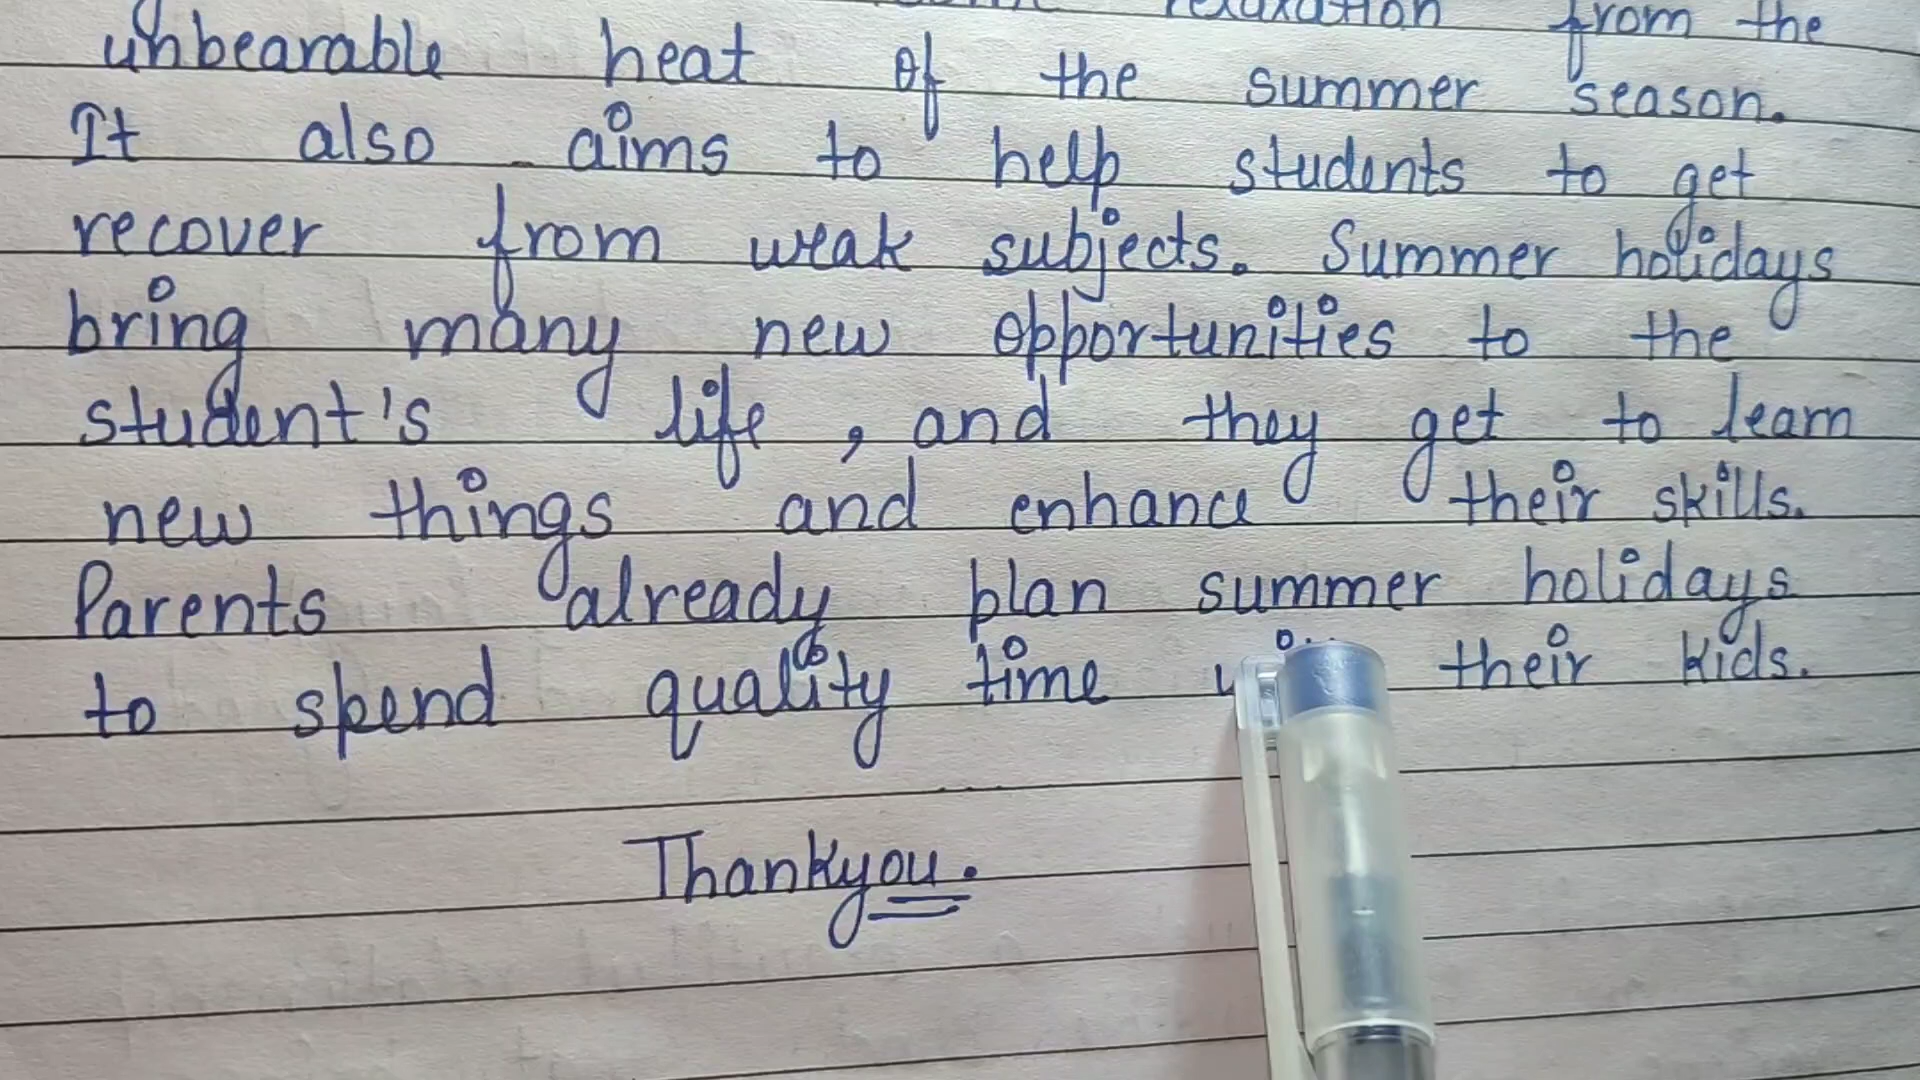 relaxation from the
unbearable heat of the summer season.
It also aims to help students to get
recover from weak subjects. Summer holidays
bring many new opportunities to the
student's life, and they get to learn
new things and enhance their skills.
Parents already plan summer holidays
to spend quality time their kids.
Thankyou.